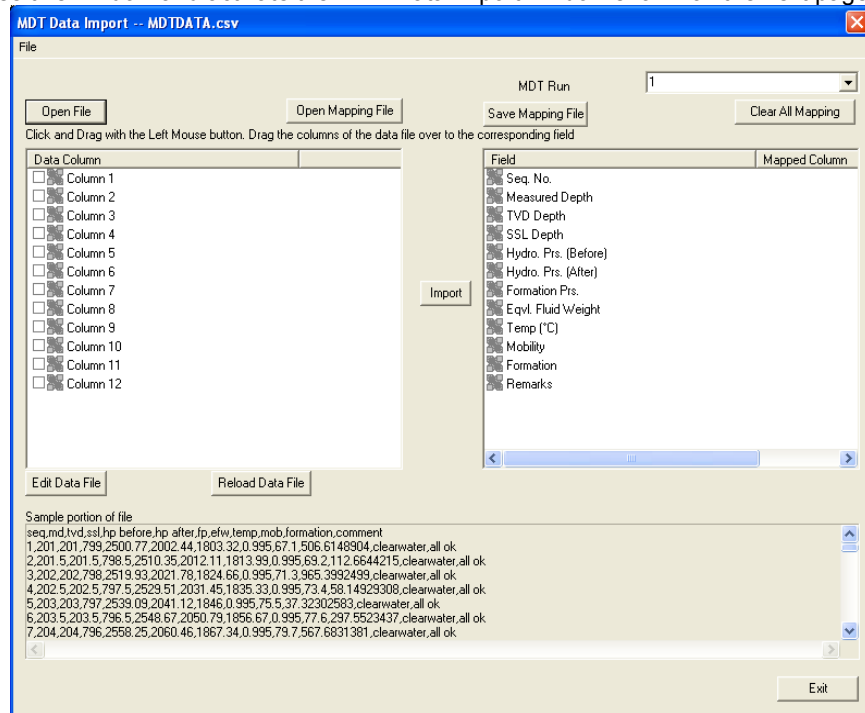 MDT Data Import -- MDTDATA.csv
File
MDT Run 1
Open File Open Mapping File Save Mapping File Clear All Mapping
Click and Drag with the Left Mouse button. Drag the columns of the data file over to the corresponding field
Data Column
Column 1
Column 2
Column 3
Column 4
Column 5
Column 6
Column 7
Column 8
Column 9
Column 10
Column 11
Column 12
Import
Field Mapped Column
Seq. No.
Measured Depth
TVD Depth
SSL Depth
Hydro. Prs. (Before)
Hydro. Prs. (After)
Formation Prs.
Eqvl. Fluid Weight
Temp (°C)
Mobility
Formation
Remarks
Edit Data File Reload Data File
Sample portion of file
seq,md,tvd,ssl,hp before,hp after,fp,efw,temp,mob,formation,comment
1,201,201,799,2500.77,2002.44,1803.32,0.995,67.1,506.6148904,clearwater,all ok
2,201.5,201.5,798.5,2510.35,2012.11,1813.99,0.995,69.2,112.6644215,clearwater,all ok
3,202,202,798,2519.93,2021.78,1824.66,0.995,71.3,965.3992499,clearwater,all ok
4,202.5,202.5,797.5,2529.51,2031.45,1835.33,0.995,73.4,58.14929308,clearwater,all ok
5,203,203,797,2539.09,2041.12,1846,0.995,75.5,37.32302583,clearwater,all ok
6,203.5,203.5,796.5,2548.67,2050.79,1856.67,0.995,77.6,297.5523437,clearwater,all ok
7,204,204,796,2558.25,2060.46,1867.34,0.995,79.7,567.6831381,clearwater,all ok
Exit